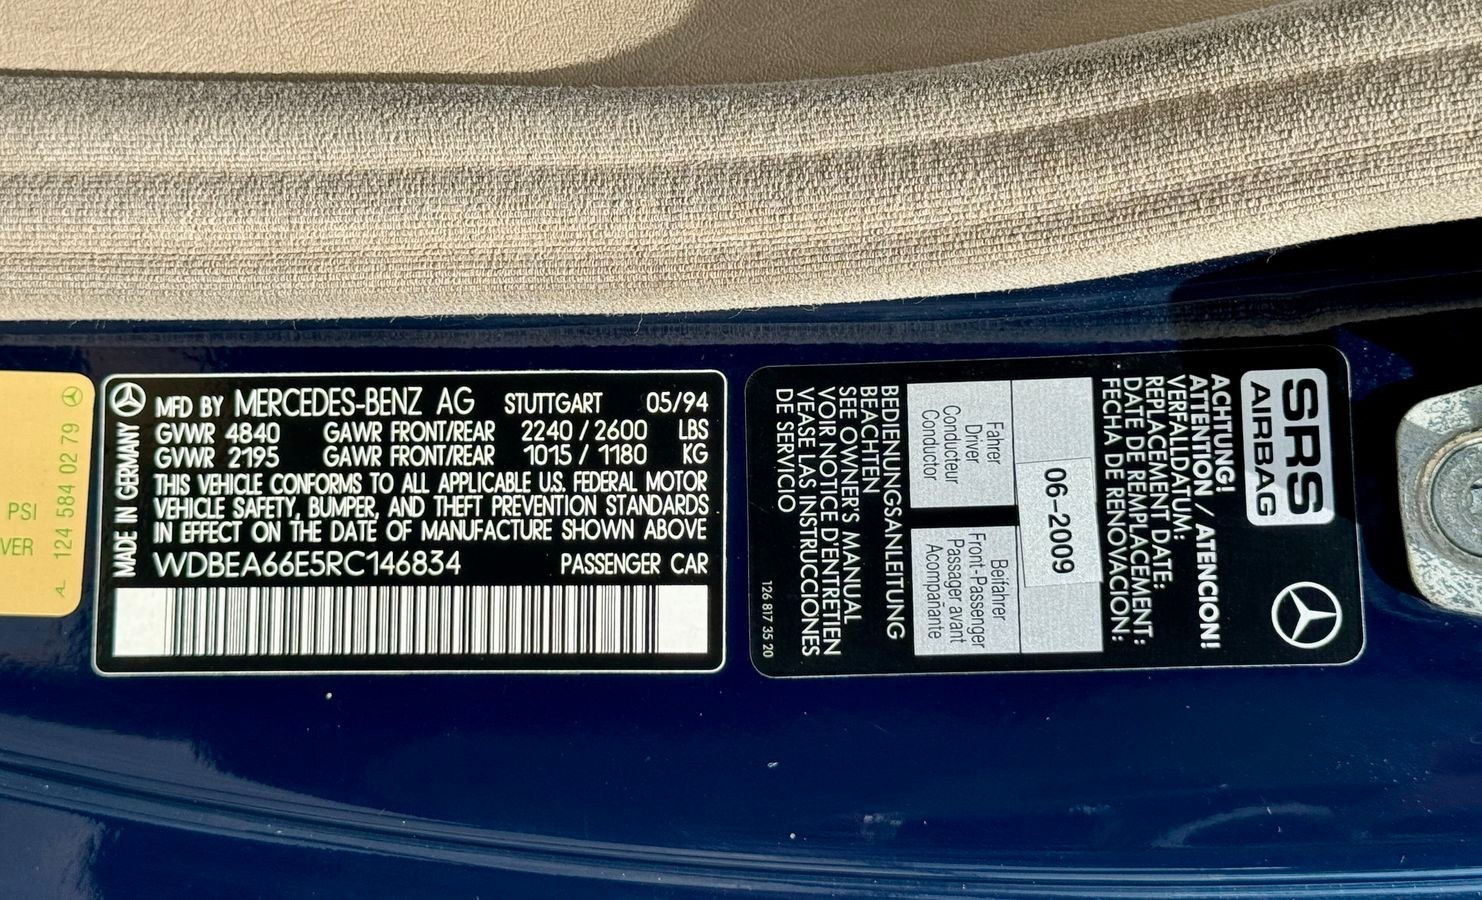 PSI
VER
124 584 02 79
MADE IN GERMANY
MFD BY MERCEDES-BENZ AG STUTTGART 05/94
GVWR 4840 GAWR FRONT/REAR 2240 / 2600 LBS
GVWR 2195 GAWR FRONT/REAR 1015 / 1180 KG
THIS VEHICLE CONFORMS TO ALL APPLICABLE U.S. FEDERAL MOTOR
VEHICLE SAFETY, BUMPER, AND THEFT PREVENTION STANDARDS
IN EFFECT ON THE DATE OF MANUFACTURE SHOWN ABOVE
WDBEA66E5RC146834 PASSENGER CAR
SRS
AIRBAG
ACHTUNG!
ATTENTION / ATENCION!
VERFALLDATUM:
REPLACEMENT DATE:
DATE DE REMPLACEMENT:
FECHA DE RENOVACIÓN:
06-2009
Fahrer
Driver
Conducteur
Conductor
Beifahrer
Front-Passenger
Passager avant
Acompañante
BEDIENUNGSANLEITUNG
BEACHTEN
SEE OWNER'S MANUAL
VOIR NOTICE D'ENTRETIEN
VEASE LAS INSTRUCCIONES
DE SERVICIO
126 817 35 20